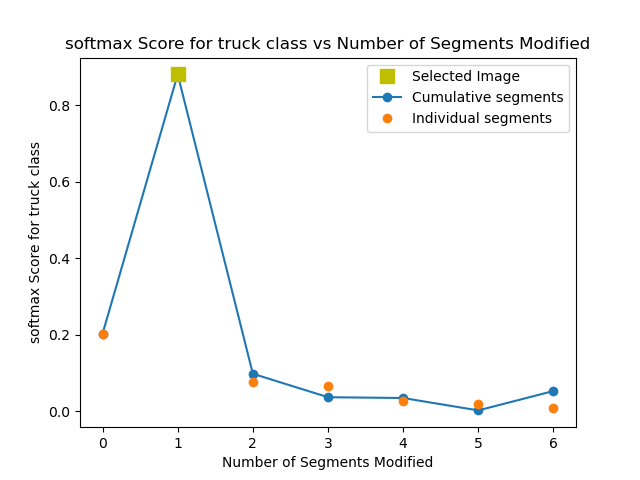 softmax Score for truck class vs Number of Segments Modified
Selected Image
Cumulative segments
Individual segments
softmax Score for truck class
0.8
0.6
0.4
0.2
0.0
0 1 2 3 4 5 6
Number of Segments Modified